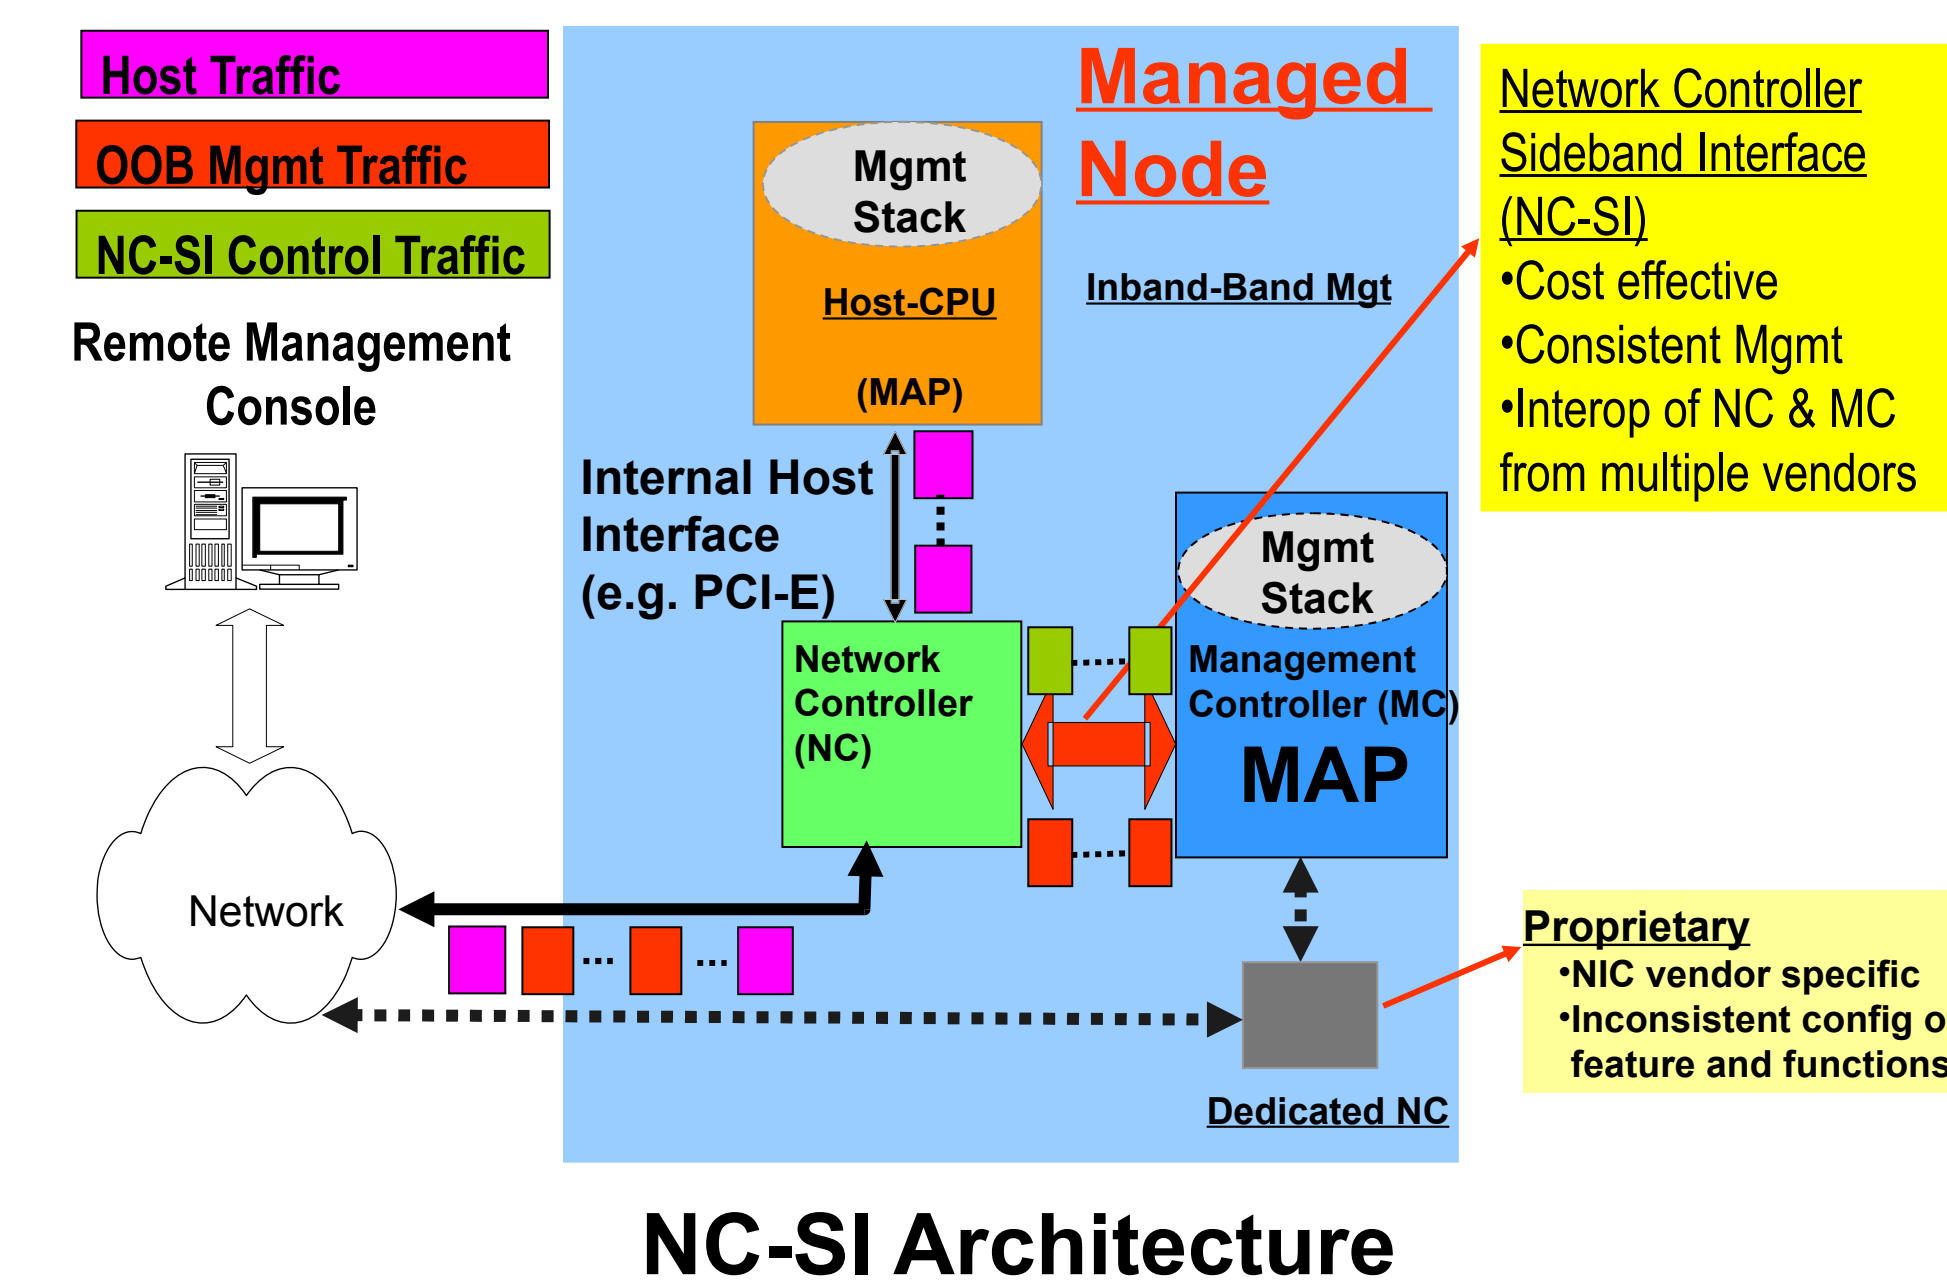 Host Traffic
OOB Mgmt Traffic
NC-SI Control Traffic
Remote Management
Console
Network
Managed
Node
Mgmt
Stack
Host-CPU
(MAP)
Inband-Band Mgt
Internal Host
Interface
(e.g. PCI-E)
Network
Controller
(NC)
Mgmt
Stack
Management
Controller (MC)
MAP
Dedicated NC
Network Controller
Sideband Interface
(NC-SI)
•Cost effective
•Consistent Mgmt
•Interop of NC & MC
from multiple vendors
Proprietary
•NIC vendor specific
•Inconsistent config o
feature and functions
NC-SI Architecture